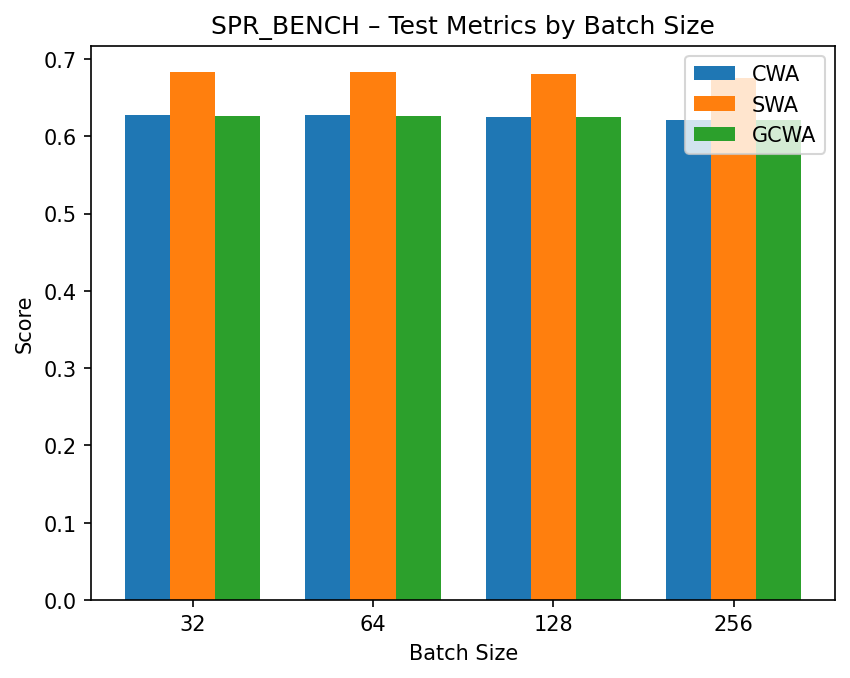 SPR_BENCH – Test Metrics by Batch Size
CWA
SWA
GCWA
Score
0.7
0.6
0.5
0.4
0.3
0.2
0.1
0.0
32
64
128
256
Batch Size